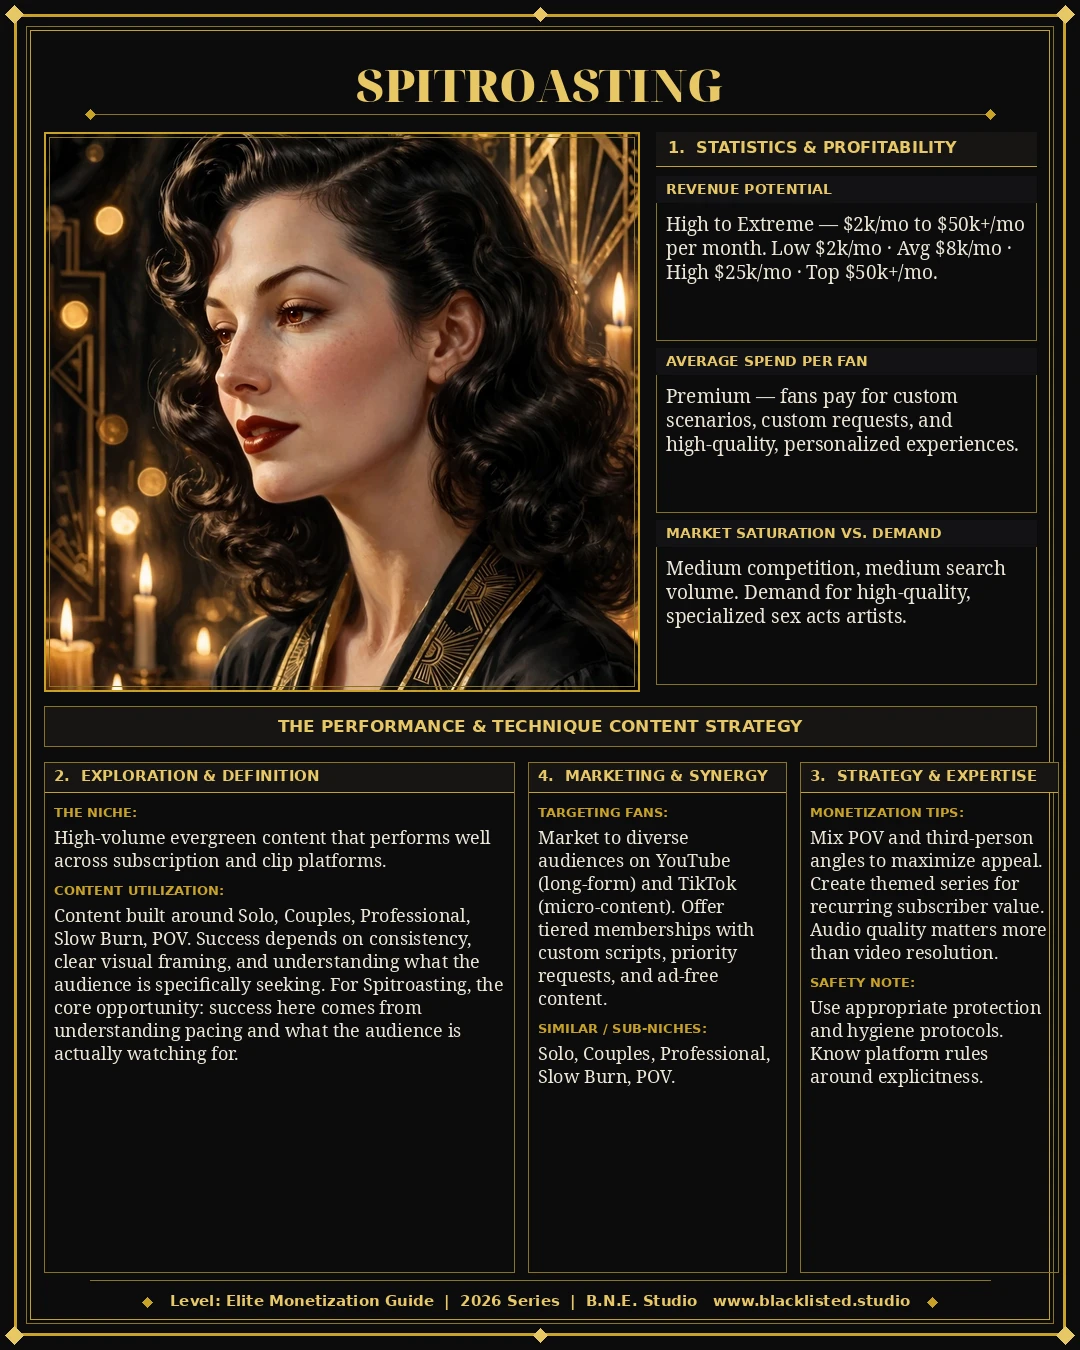 SPITROASTING
1. STATISTICS & PROFITABILITY
REVENUE POTENTIAL
High to Extreme — $2k/mo to $50k+/mo
per month. Low $2k/mo · Avg $8k/mo ·
High $25k/mo · Top $50k+/mo.
AVERAGE SPEND PER FAN
Premium — fans pay for custom
scenarios, custom requests, and
high-quality, personalized experiences.
MARKET SATURATION VS. DEMAND
Medium competition, medium search
volume. Demand for high-quality,
specialized sex acts artists.
THE PERFORMANCE & TECHNIQUE CONTENT STRATEGY
2. EXPLORATION & DEFINITION
THE NICHE:
High-volume evergreen content that performs well
across subscription and clip platforms.
CONTENT UTILIZATION:
Content built around Solo, Couples, Professional,
Slow Burn, POV. Success depends on consistency,
clear visual framing, and understanding what the
audience is specifically seeking. For Spitroasting, the
core opportunity: success here comes from
understanding pacing and what the audience is
actually watching for.
4. MARKETING & SYNERGY
TARGETING FANS:
Market to diverse
audiences on YouTube
(long-form) and TikTok
(micro-content). Offer
tiered memberships with
custom scripts, priority
requests, and ad-free
content.
SIMILAR / SUB-NICHES:
Solo, Couples, Professional,
Slow Burn, POV.
3. STRATEGY & EXPERTISE
MONETIZATION TIPS:
Mix POV and third-person
angles to maximize appeal.
Create themed series for
recurring subscriber value.
Audio quality matters more
than video resolution.
SAFETY NOTE:
Use appropriate protection
and hygiene protocols.
Know platform rules
around explicitness.
Level: Elite Monetization Guide | 2026 Series | B.N.E. Studio www.blacklisted.studio